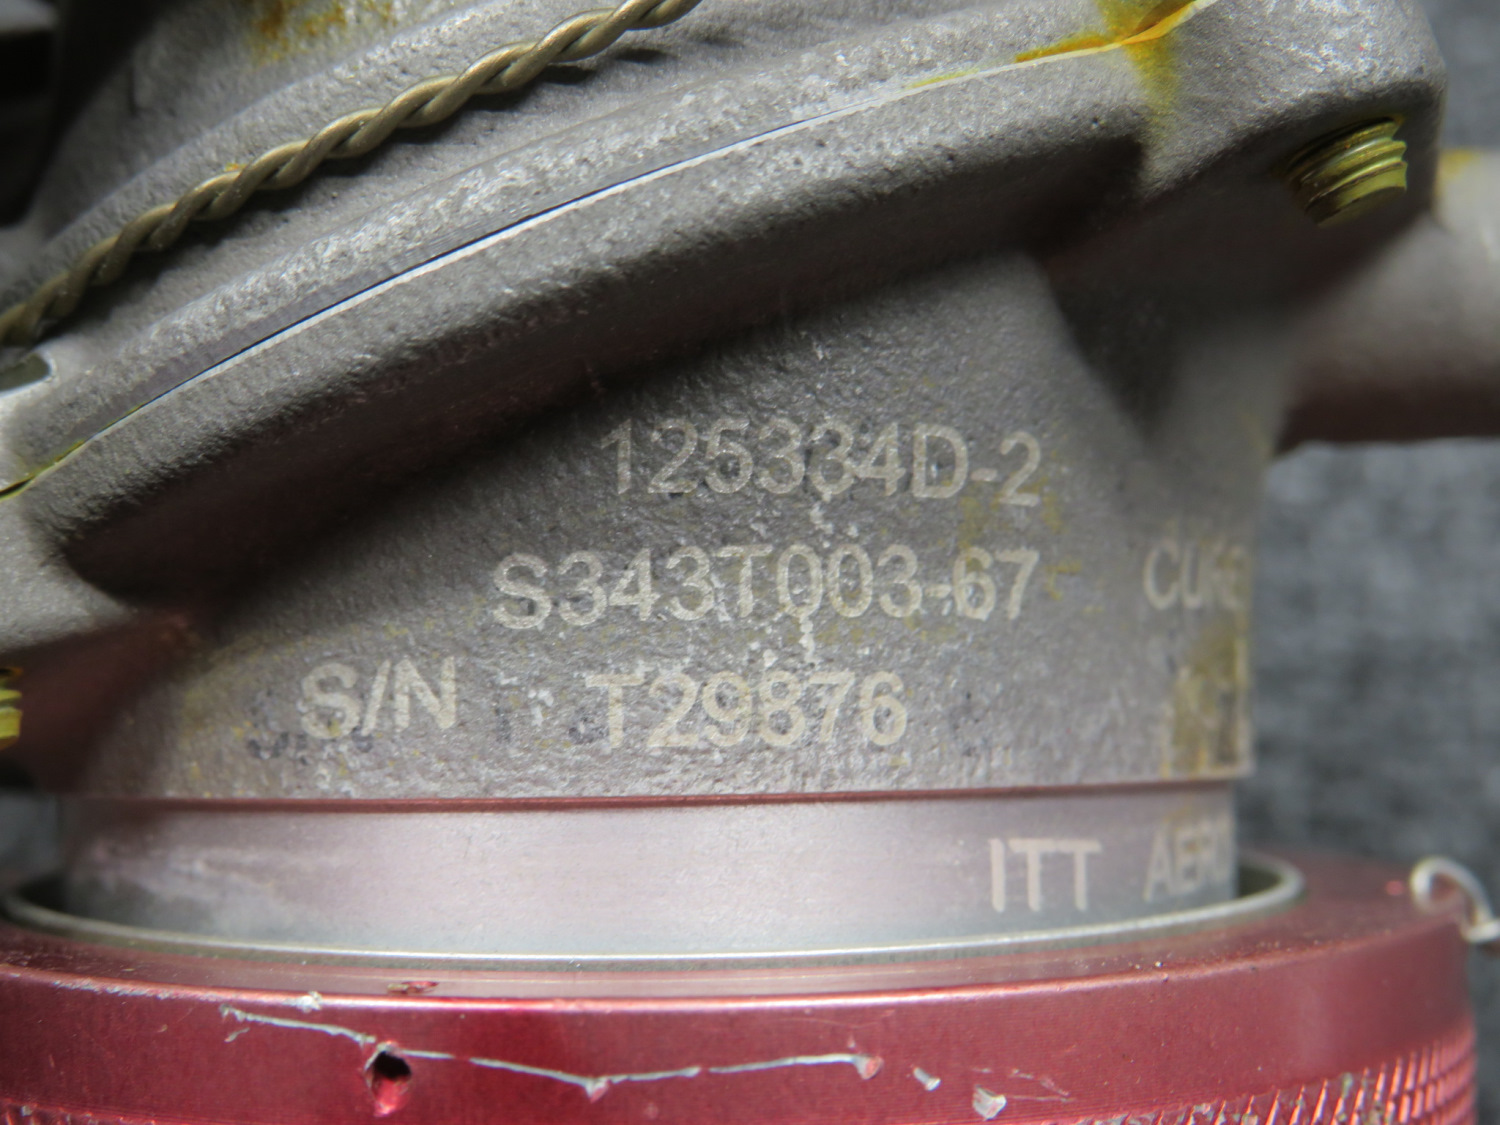 125334D-2
S343T003-67
S/N T29876
ITT